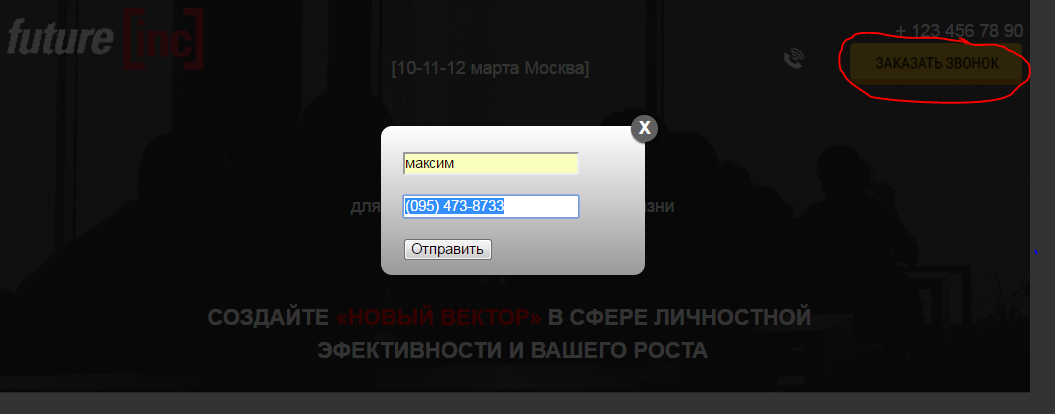 future [inc]
+ 123 456 78 90
[10-11-12 марта Москва]
ЗАКАЗАТЬ ЗВОНОК
X
максим
для
зни
(095) 473-8733
Отправить
СОЗДАЙТЕ «НОВЫЙ ВЕКТОР» В СФЕРЕ ЛИЧНОСТНОЙ
ЭФЕКТИВНОСТИ И ВАШЕГО РОСТА